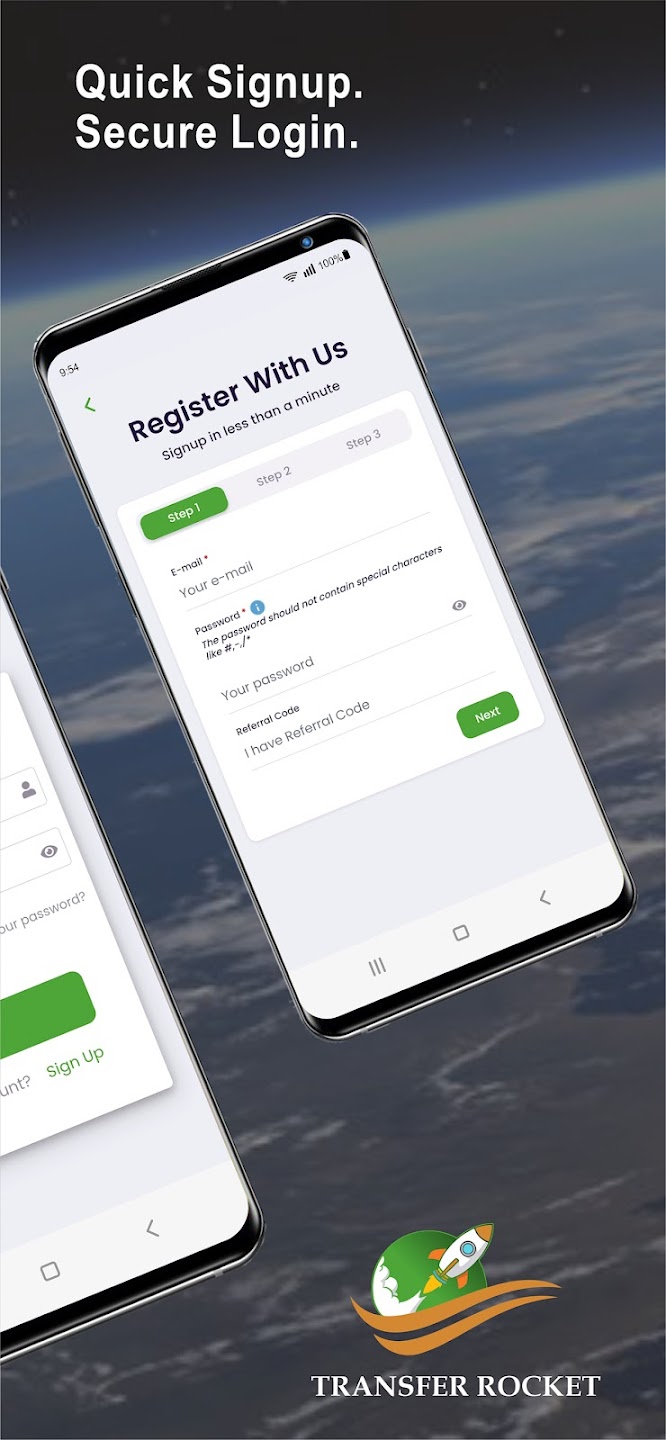 Quick Signup.
Secure Login.
9:54
100%
Register With Us
Signup in less than a minute
Step 1
Step 2
Step 3
E-mail *
Your e-mail
Password *
The password should not contain special characters
like #,-,/*
Your password
Referral Code
I have Referral Code
Next
our password?
unt? Sign Up
TRANSFER ROCKET